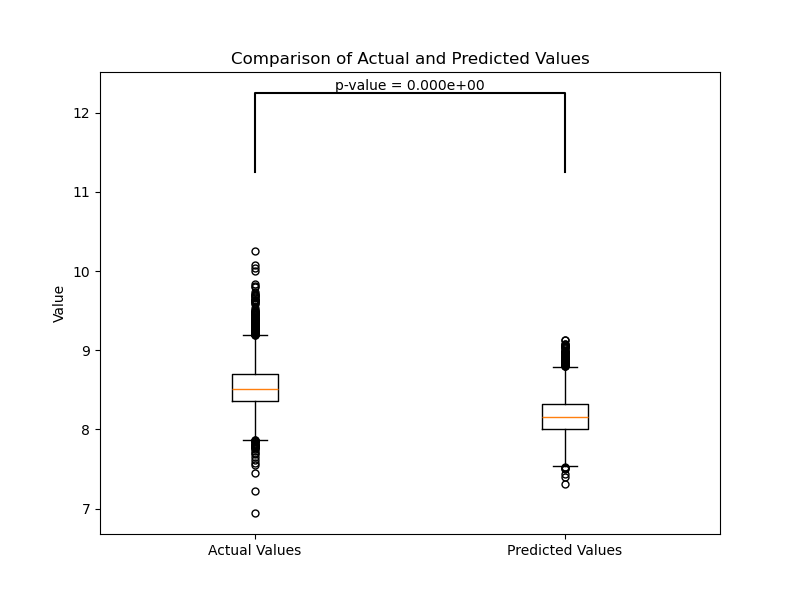 Comparison of Actual and Predicted Values
p-value = 0.000e+00
12
11
10
9
8
7
Value
Actual Values
Predicted Values